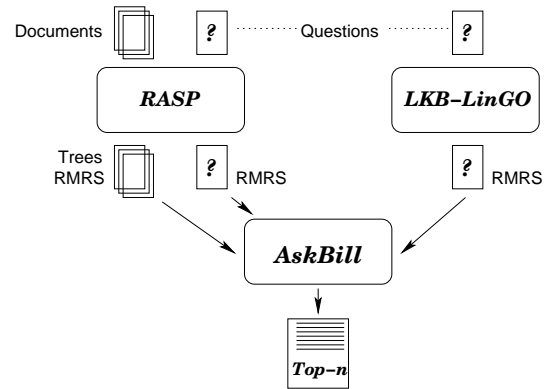 Documents ? Questions ?
RASP LKB-LinGO
Trees
RMRS ? RMRS ? RMRS
AskBill
Top-n